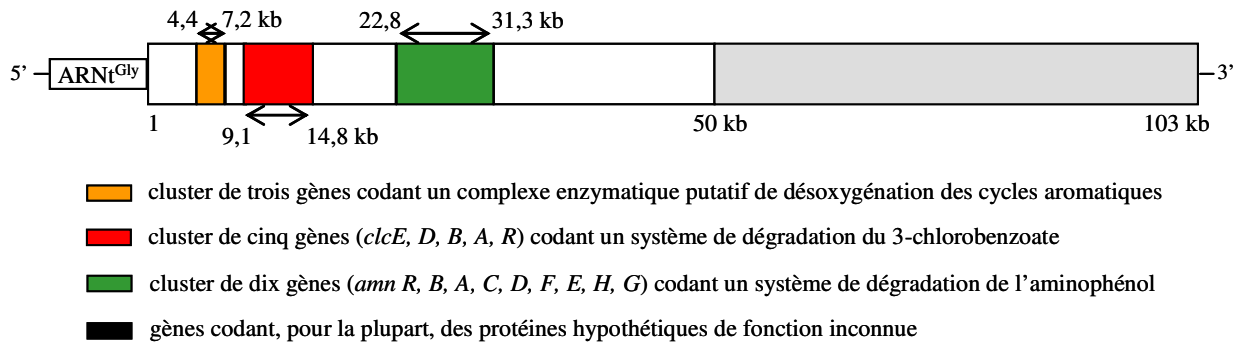 4,4 7,2 kb 22,8 31,3 kb
5’ ARNtGly 3’
1 50 kb 103 kb
9,1 14,8 kb
cluster de trois gènes codant un complexe enzymatique putatif de désoxygénation des cycles aromatiques
cluster de cinq gènes (clcE, D, B, A, R) codant un système de dégradation du 3-chlorobenzoate
cluster de dix gènes (amn R, B, A, C, D, F, E, H, G) codant un système de dégradation de l’aminophénol
gènes codant, pour la plupart, des protéines hypothétiques de fonction inconnue